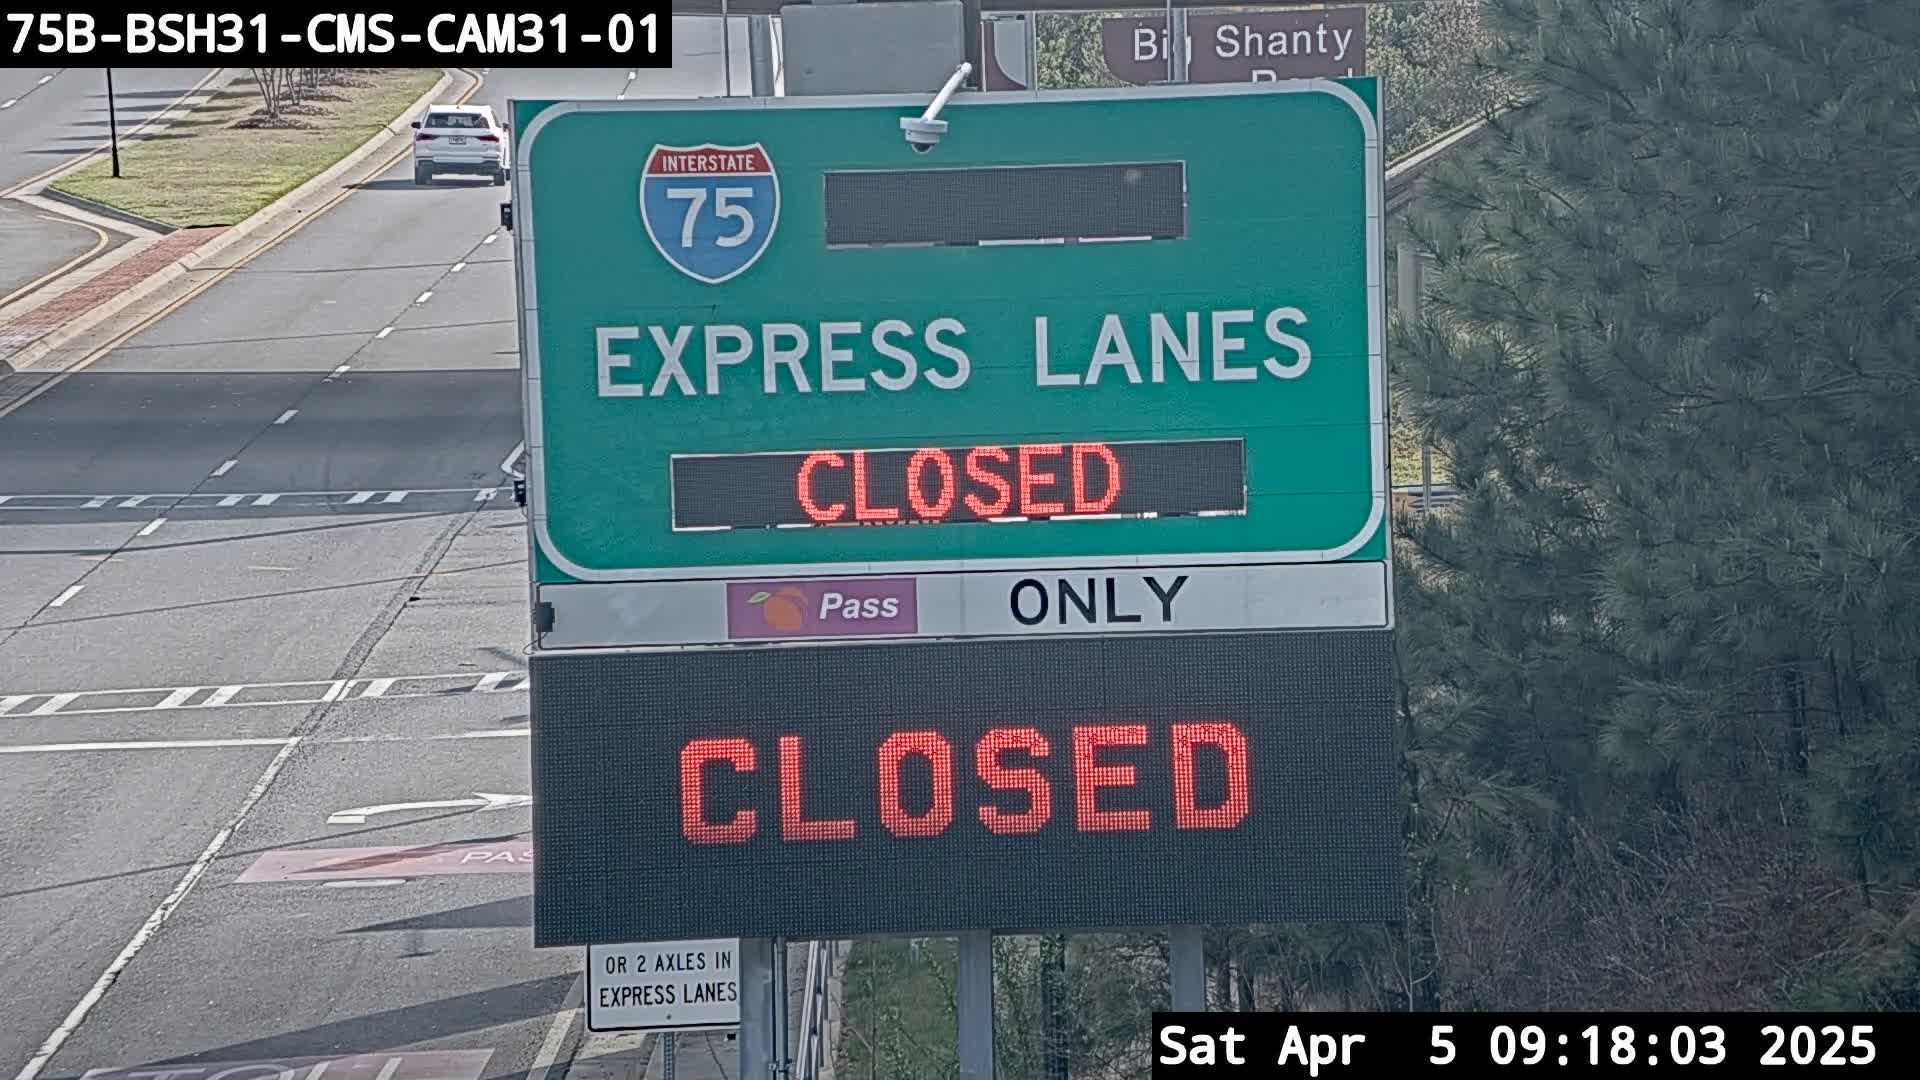 75B-BSH31-CMS-CAM31-01
Big Shanty
INTERSTATE
75
EXPRESS LANES
CLOSED
Pass ONLY
CLOSED
OR 2 AXLES IN
EXPRESS LANES
Sat Apr 5 09:18:03 2025